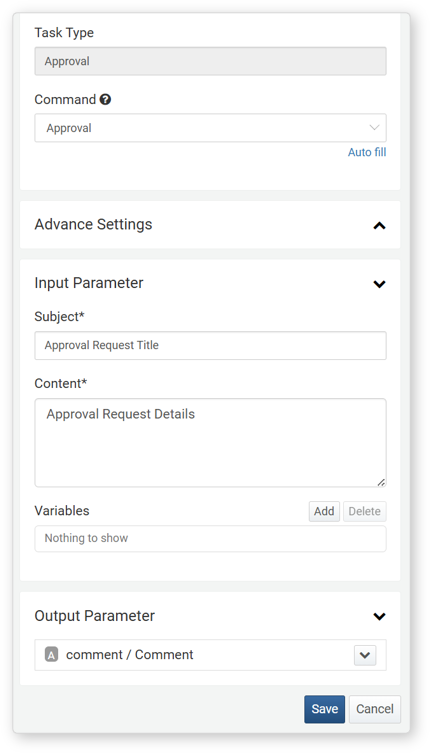 Task Type
Approval
Command ?
Approval
Auto fill
Advance Settings
Input Parameter
Subject*
Approval Request Title
Content*
Approval Request Details
Variables Add Delete
Nothing to show
Output Parameter
A comment / Comment
Save Cancel